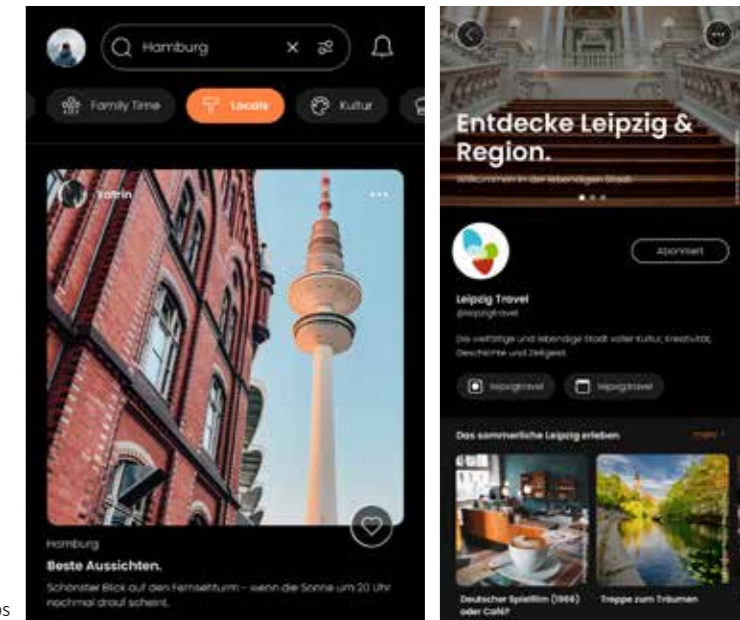 Hamburg
Family Time
Locals
Kultur
katrin
Hamburg
Beste Aussichten.
Schönster Blick auf den Fernsehturm – wenn die Sonne um 20 Uhr
nochmal drauf scheint.
os
Entdecke Leipzig &
Region.
Willkommen in der lebendigen Stadt.
Abonniert
Leipzig Travel
@leipzigtravel
Die vielfältige und lebendige Stadt voller Kultur, Kreativität,
Geschichte und Zeitgeist.
leipzigtravel
leipzig.travel
Das sommerliche Leipzig erleben
mehr
Deutscher Spielfilm (1966)
oder Café?
Treppe zum Träumen